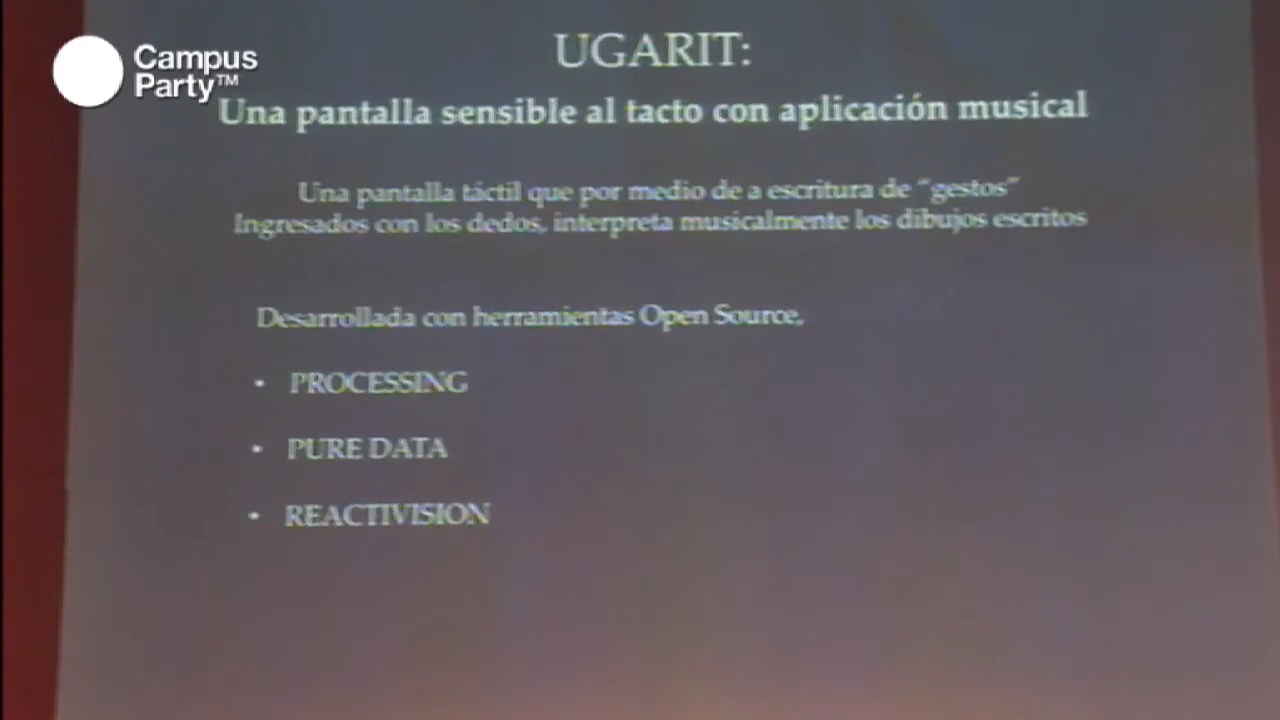 Campus
Party™
UGARIT:
Una pantalla sensible al tacto con aplicación musical
Una pantalla táctil que por medio de a escritura de "gestos"
Ingresados con los dedos, interpreta musicalmente los dibujos escritos
Desarrollada con herramientas Open Source,
• PROCESSING
• PURE DATA
• REACTIVISION